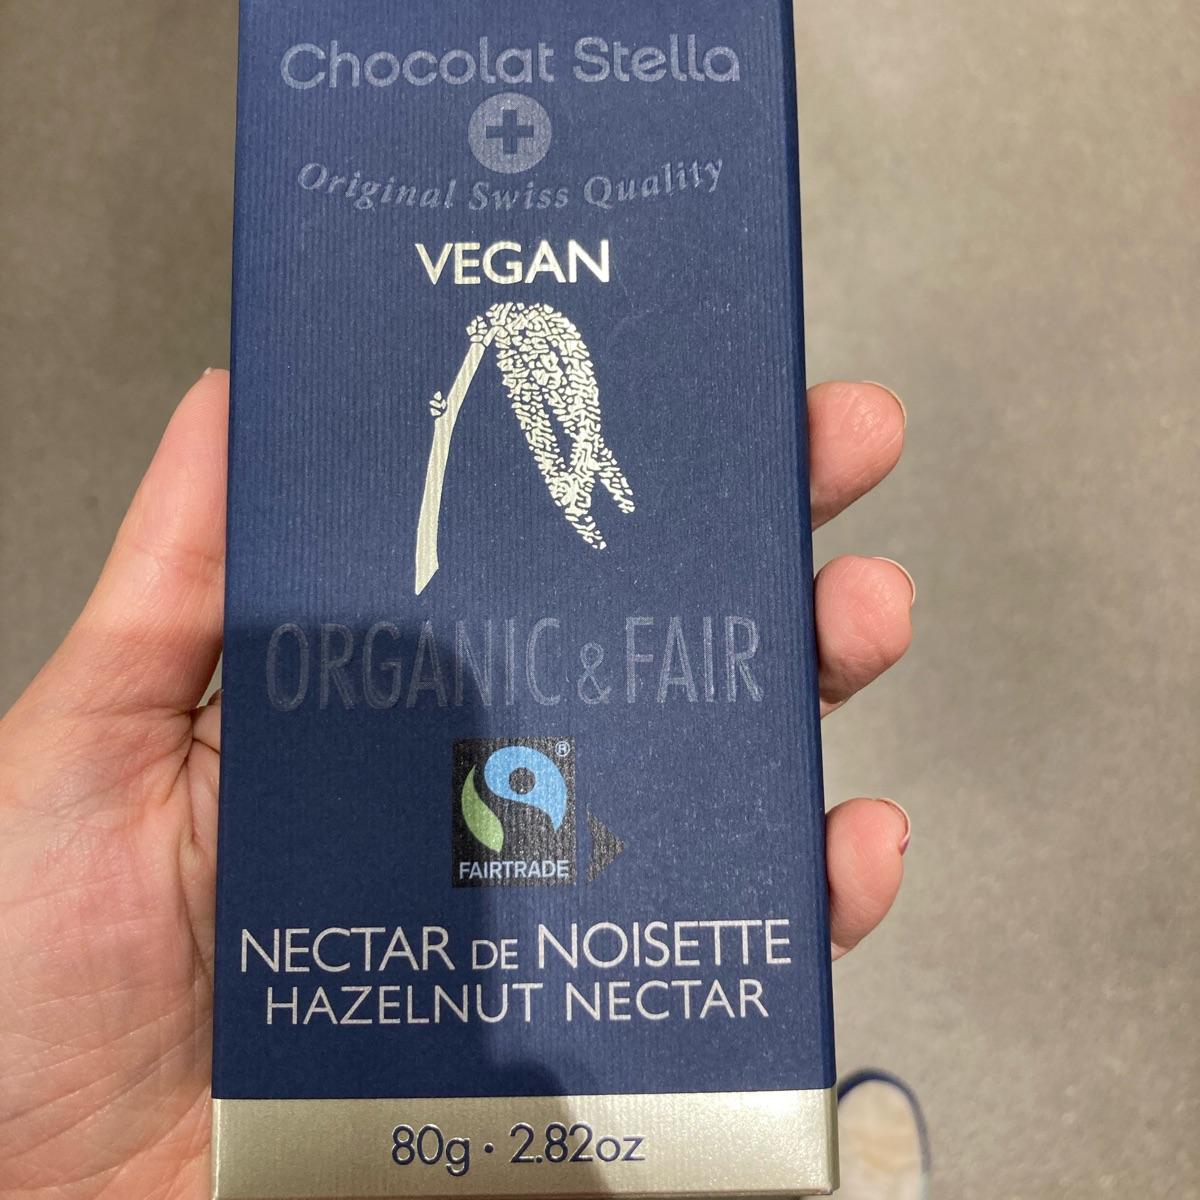 Chocolat Stella
Original Swiss Quality
VEGAN
ORGANIC & FAIR
®
FAIRTRADE
NECTAR DE NOISETTE
HAZELNUT NECTAR
80g · 2.82oz